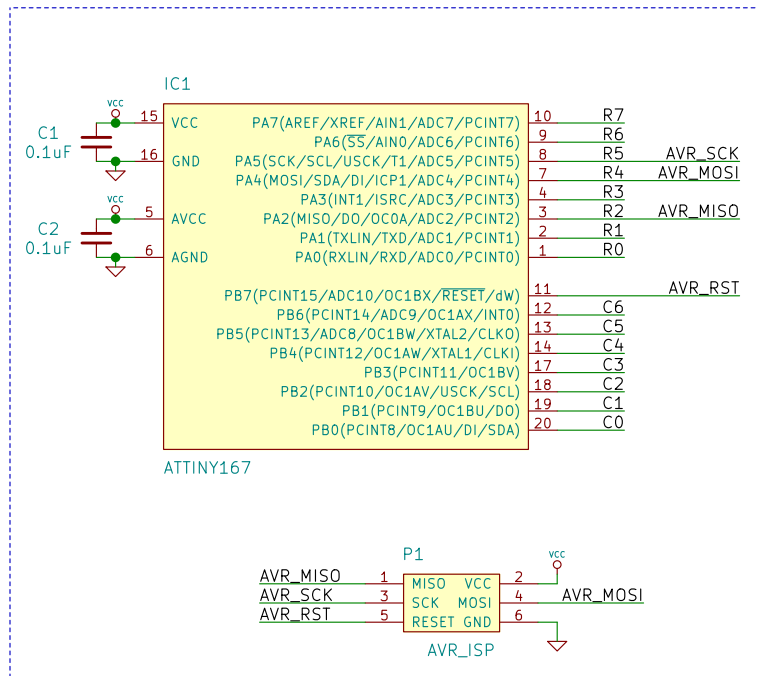 IC1
VCC
C1
0.1uF
15 VCC
16 GND
VCC
C2
0.1uF
5 AVCC
6 AGND
PA7(AREF/XREF/AIN1/ADC7/PCINT7) 10 R7
PA6(SS/AIN0/ADC6/PCINT6) 9 R6
PA5(SCK/SCL/USCK/T1/ADC5/PCINT5) 8 R5 AVR_SCK
PA4(MOSI/SDA/DI/ICP1/ADC4/PCINT4) 7 R4 AVR_MOSI
PA3(INT1/ISRC/ADC3/PCINT3) 4 R3
PA2(MISO/DO/OC0A/ADC2/PCINT2) 3 R2 AVR_MISO
PA1(TXLIN/TXD/ADC1/PCINT1) 2 R1
PA0(RXLIN/RXD/ADC0/PCINT0) 1 R0
PB7(PCINT15/ADC10/OC1BX/RESET/dW) 11 AVR_RST
PB6(PCINT14/ADC9/OC1AX/INT0) 12 C6
PB5(PCINT13/ADC8/OC1BW/XTAL2/CLKO) 13 C5
PB4(PCINT12/OC1AW/XTAL1/CLKI) 14 C4
PB3(PCINT11/OC1BV) 17 C3
PB2(PCINT10/OC1AV/USCK/SCL) 18 C2
PB1(PCINT9/OC1BU/DO) 19 C1
PB0(PCINT8/OC1AU/DI/SDA) 20 C0
ATTINY167
P1
VCC
AVR_MISO 1 MISO VCC 2
AVR_SCK 3 SCK MOSI 4 AVR_MOSI
AVR_RST 5 RESET GND 6
AVR_ISP